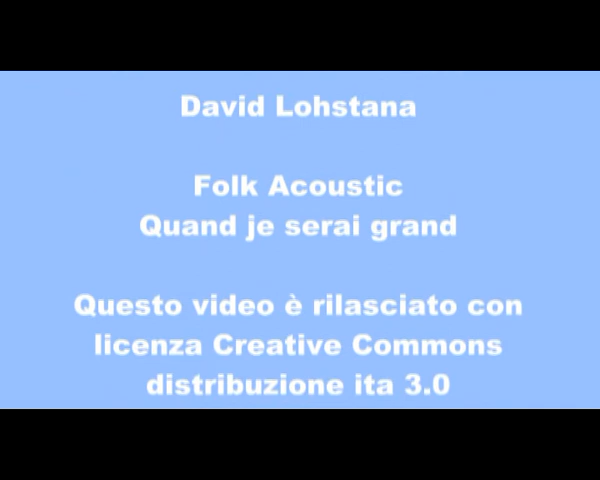 David Lohstana
Folk Acoustic
Quand je serai grand
Questo video è rilasciato con
licenza Creative Commons
distribuzione ita 3.0